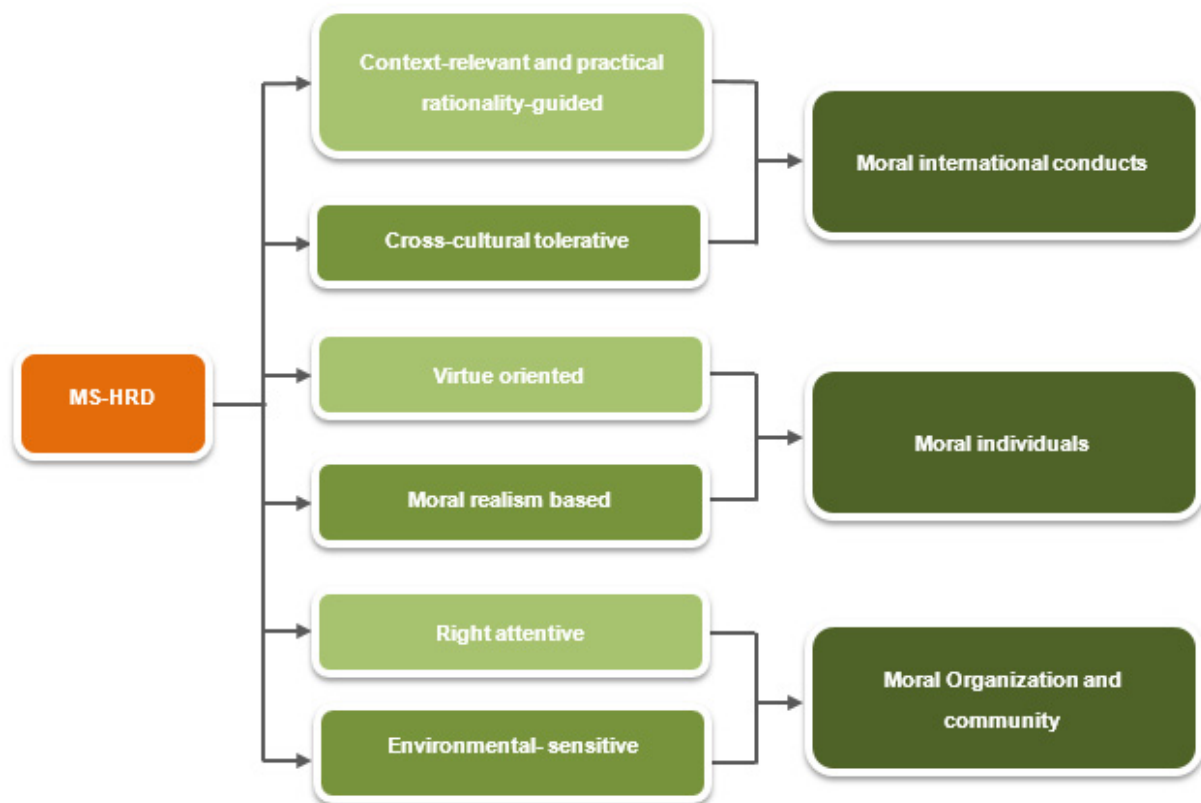 Context-relevant and practical
rationality-guided
Moral international conducts
Cross-cultural tolerative
MS-HRD
Virtue oriented
Moral individuals
Moral realism based
Right attentive
Moral Organization and
community
Environmental- sensitive